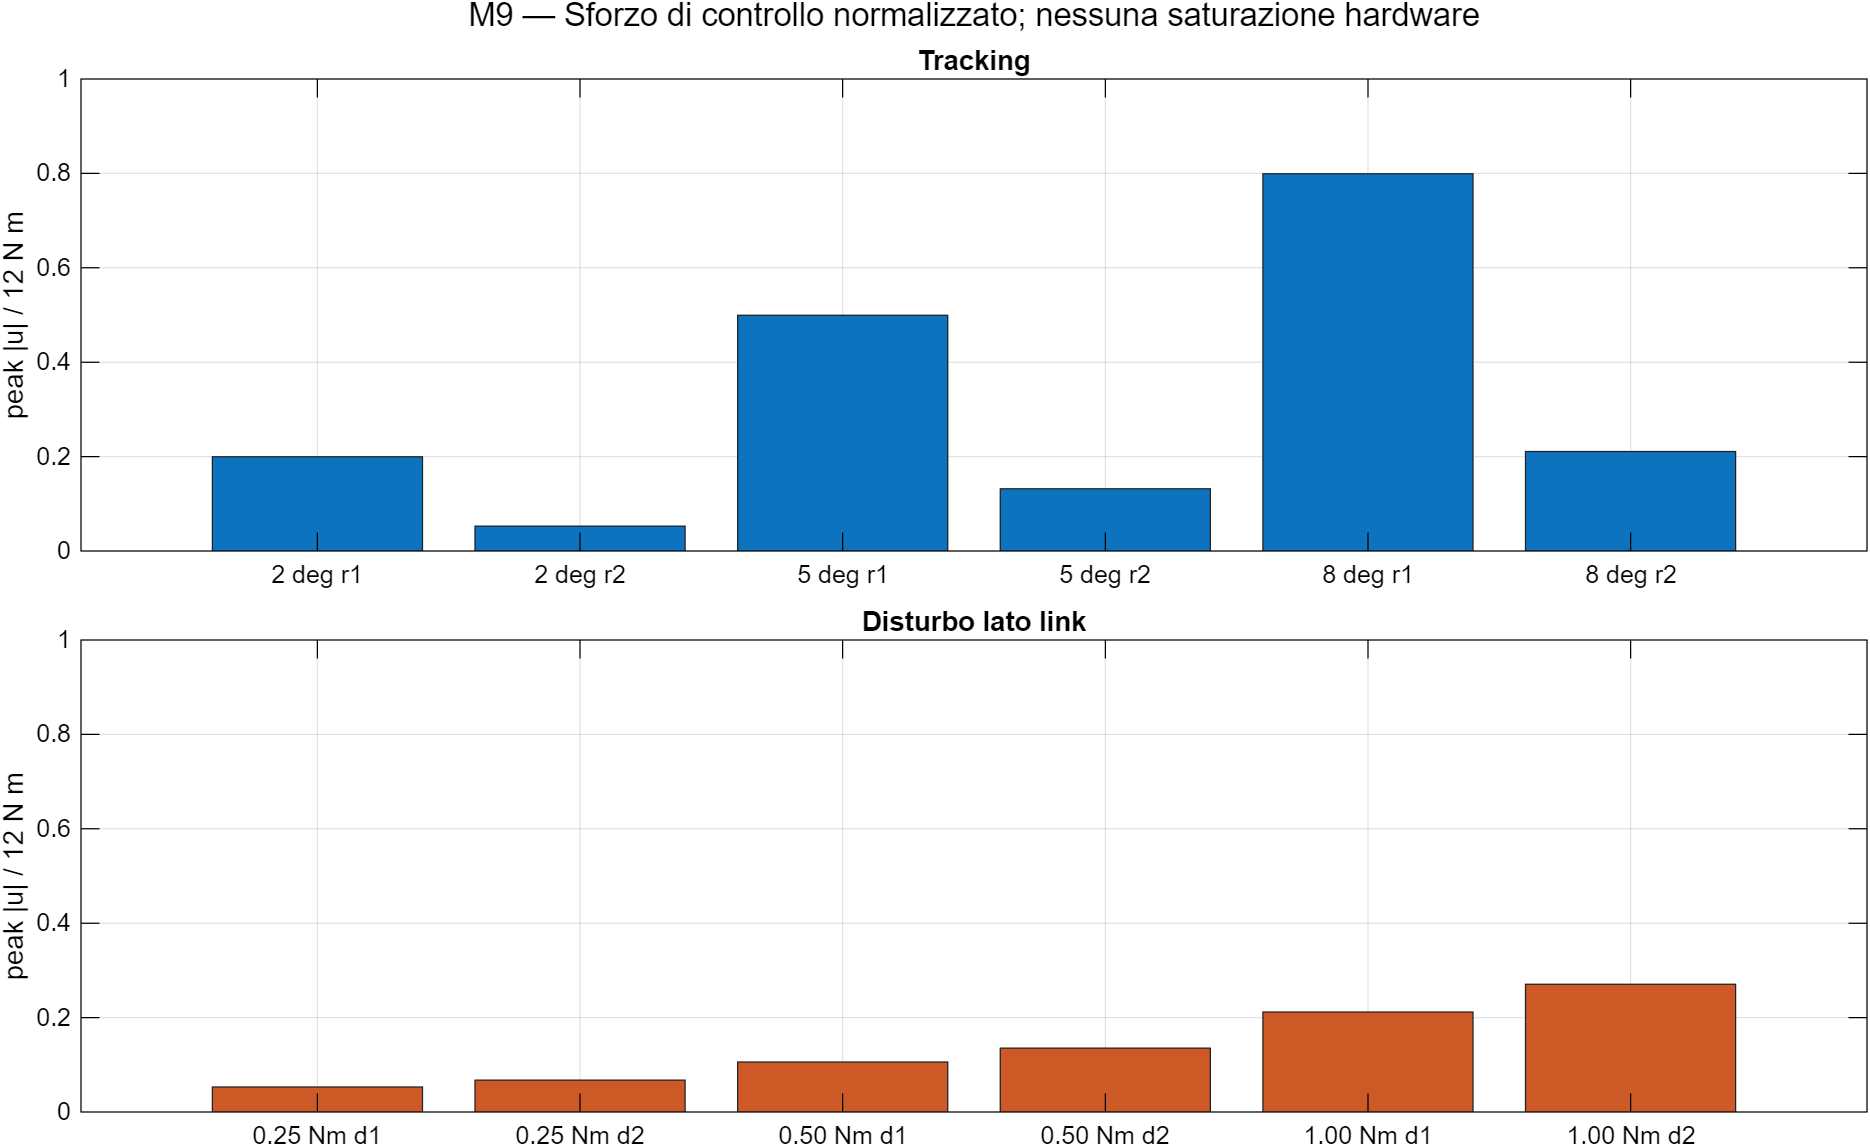 M9 — Sforzo di controllo normalizzato; nessuna saturazione hardware
Tracking
peak |u| / 12 N m
1
0.8
0.6
0.4
0.2
0
2 deg r1
2 deg r2
5 deg r1
5 deg r2
8 deg r1
8 deg r2
Disturbo lato link
peak |u| / 12 N m
1
0.8
0.6
0.4
0.2
0
0.25 Nm d1
0.25 Nm d2
0.50 Nm d1
0.50 Nm d2
1.00 Nm d1
1.00 Nm d2